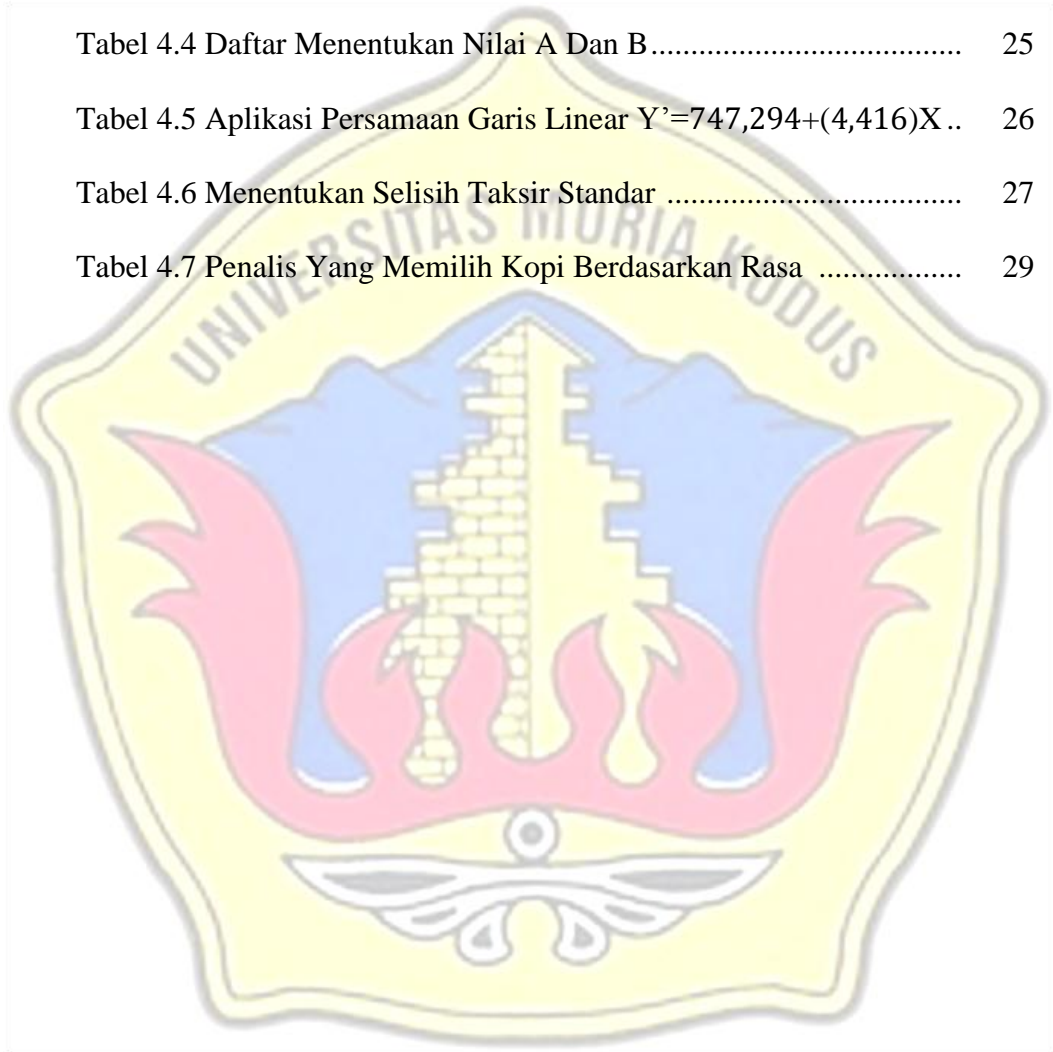 Tabel 4.4 Daftar Menentukan Nilai A Dan B....................................... 25
Tabel 4.5 Aplikasi Persamaan Garis Linear Y’=747,294+(4,416)X .. 26
Tabel 4.6 Menentukan Selisih Taksir Standar ..................................... 27
Tabel 4.7 Penalis Yang Memilih Kopi Berdasarkan Rasa .................. 29
UNIVERSITAS MURIA KUDUS